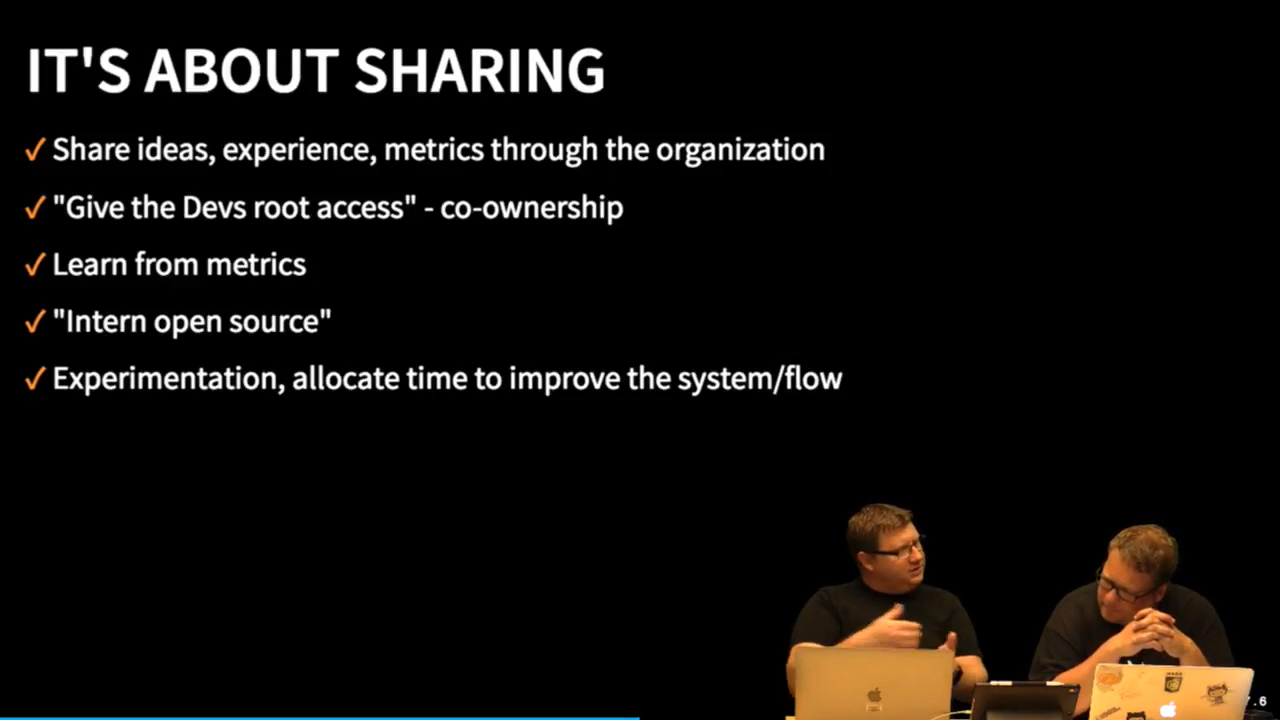 IT'S ABOUT SHARING
✓ Share ideas, experience, metrics through the organization
✓ "Give the Devs root access" - co-ownership
✓ Learn from metrics
✓ "Intern open source"
✓ Experimentation, allocate time to improve the system/flow